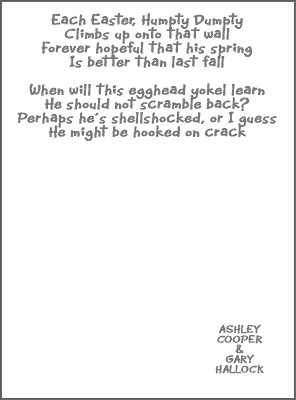 Each Easter, Humpty Dumpty
Climbs up onto that wall
Forever hopeful that his spring
Is better than last fall
When will this egghead yokel learn
He should not scramble back?
Perhaps he's shellshocked, or I guess
He might be hooked on crack
ASHLEY
COOPER
&
GARY
HALLOCK